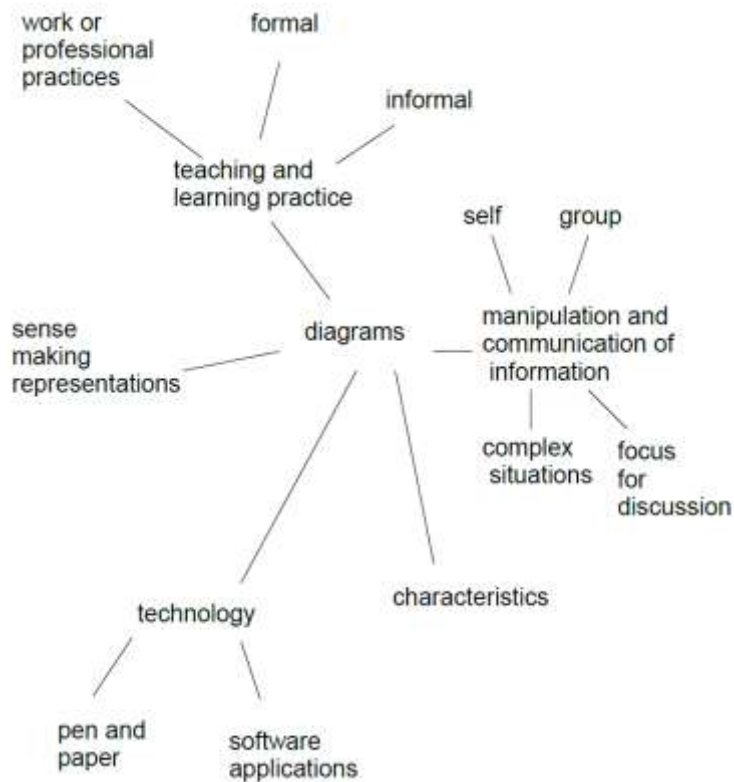 work or
professional
practices
formal
informal
teaching and
learning practice
self
group
sense
making
representations
diagrams
manipulation and
communication of
information
complex
situations
focus
for
discussion
technology
characteristics
pen and
paper
software
applications